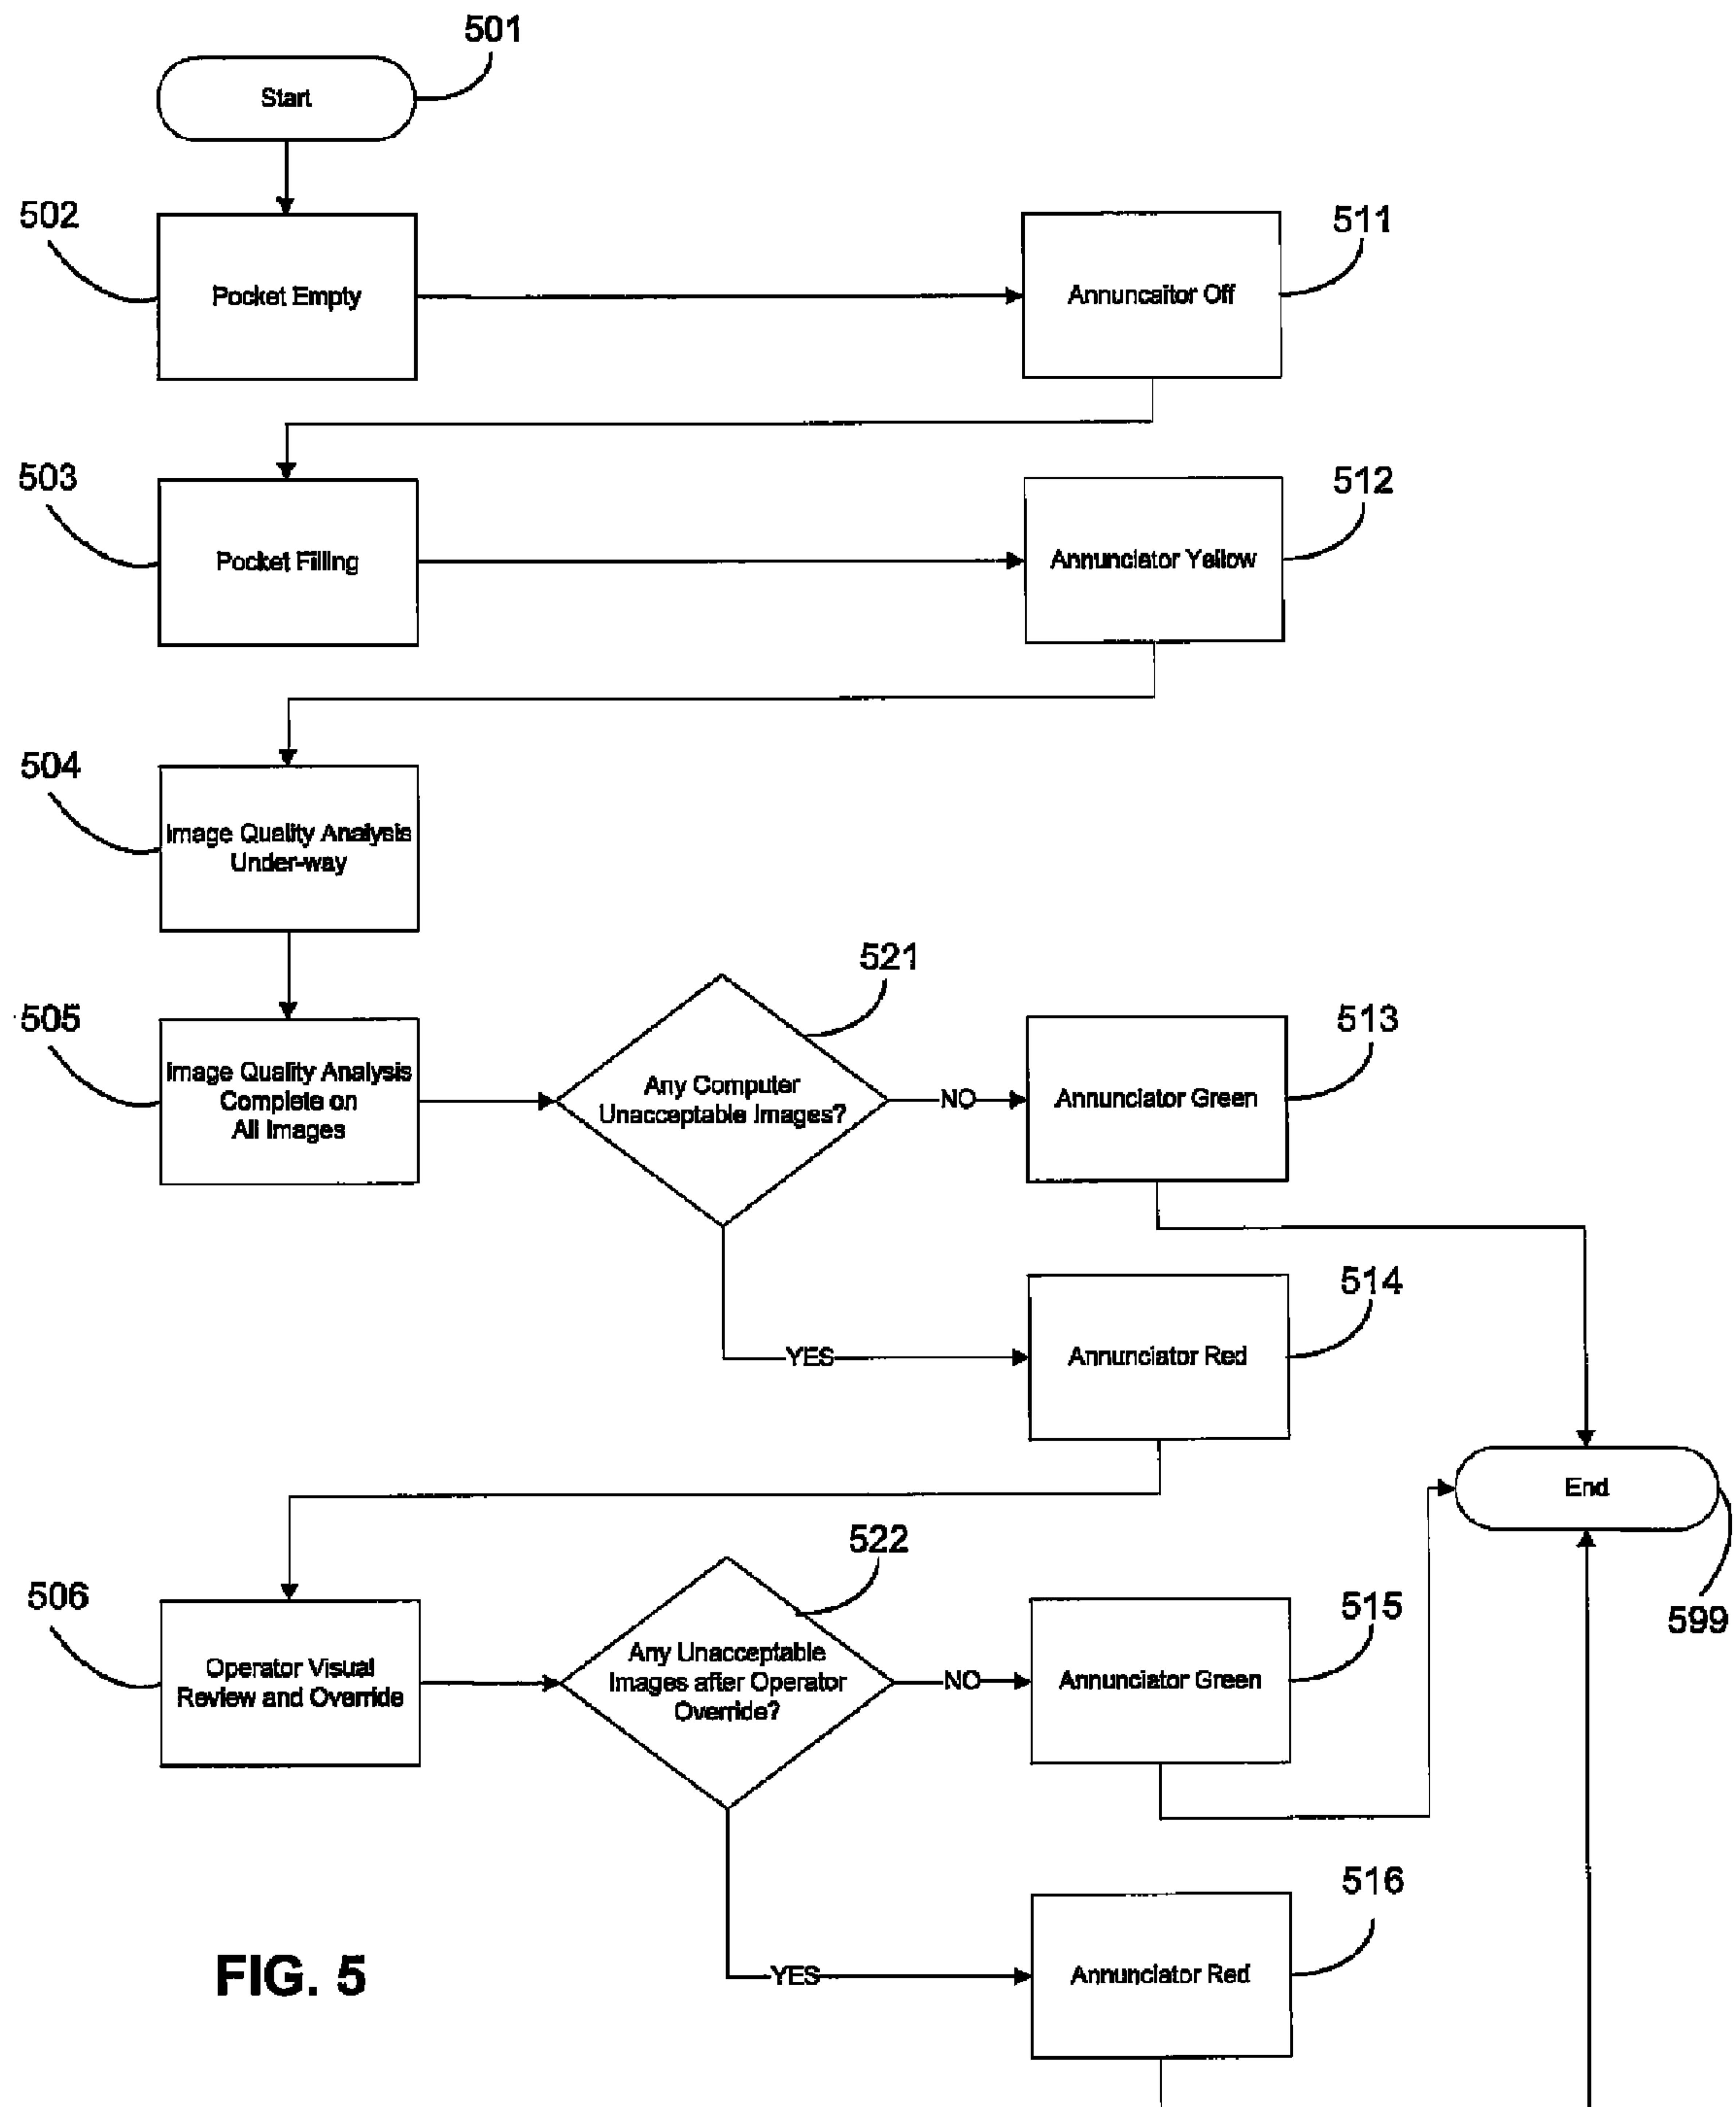 501
Start
502
Pocket Empty
Annuncaitor Off
511
503
Pocket Filling
Annunciator Yellow
512
504
Image Quality Analysis
Under-way
505
Image Quality Analysis
Complete on
All Images
521
Any Computer
Unacceptable Images?
NO
Annunciator Green
513
YES
Annunciator Red
514
End
599
506
Operator Visual
Review and Override
522
Any Unacceptable
Images after Operator
Override?
NO
Annunciator Green
515
YES
Annunciator Red
516
FIG. 5